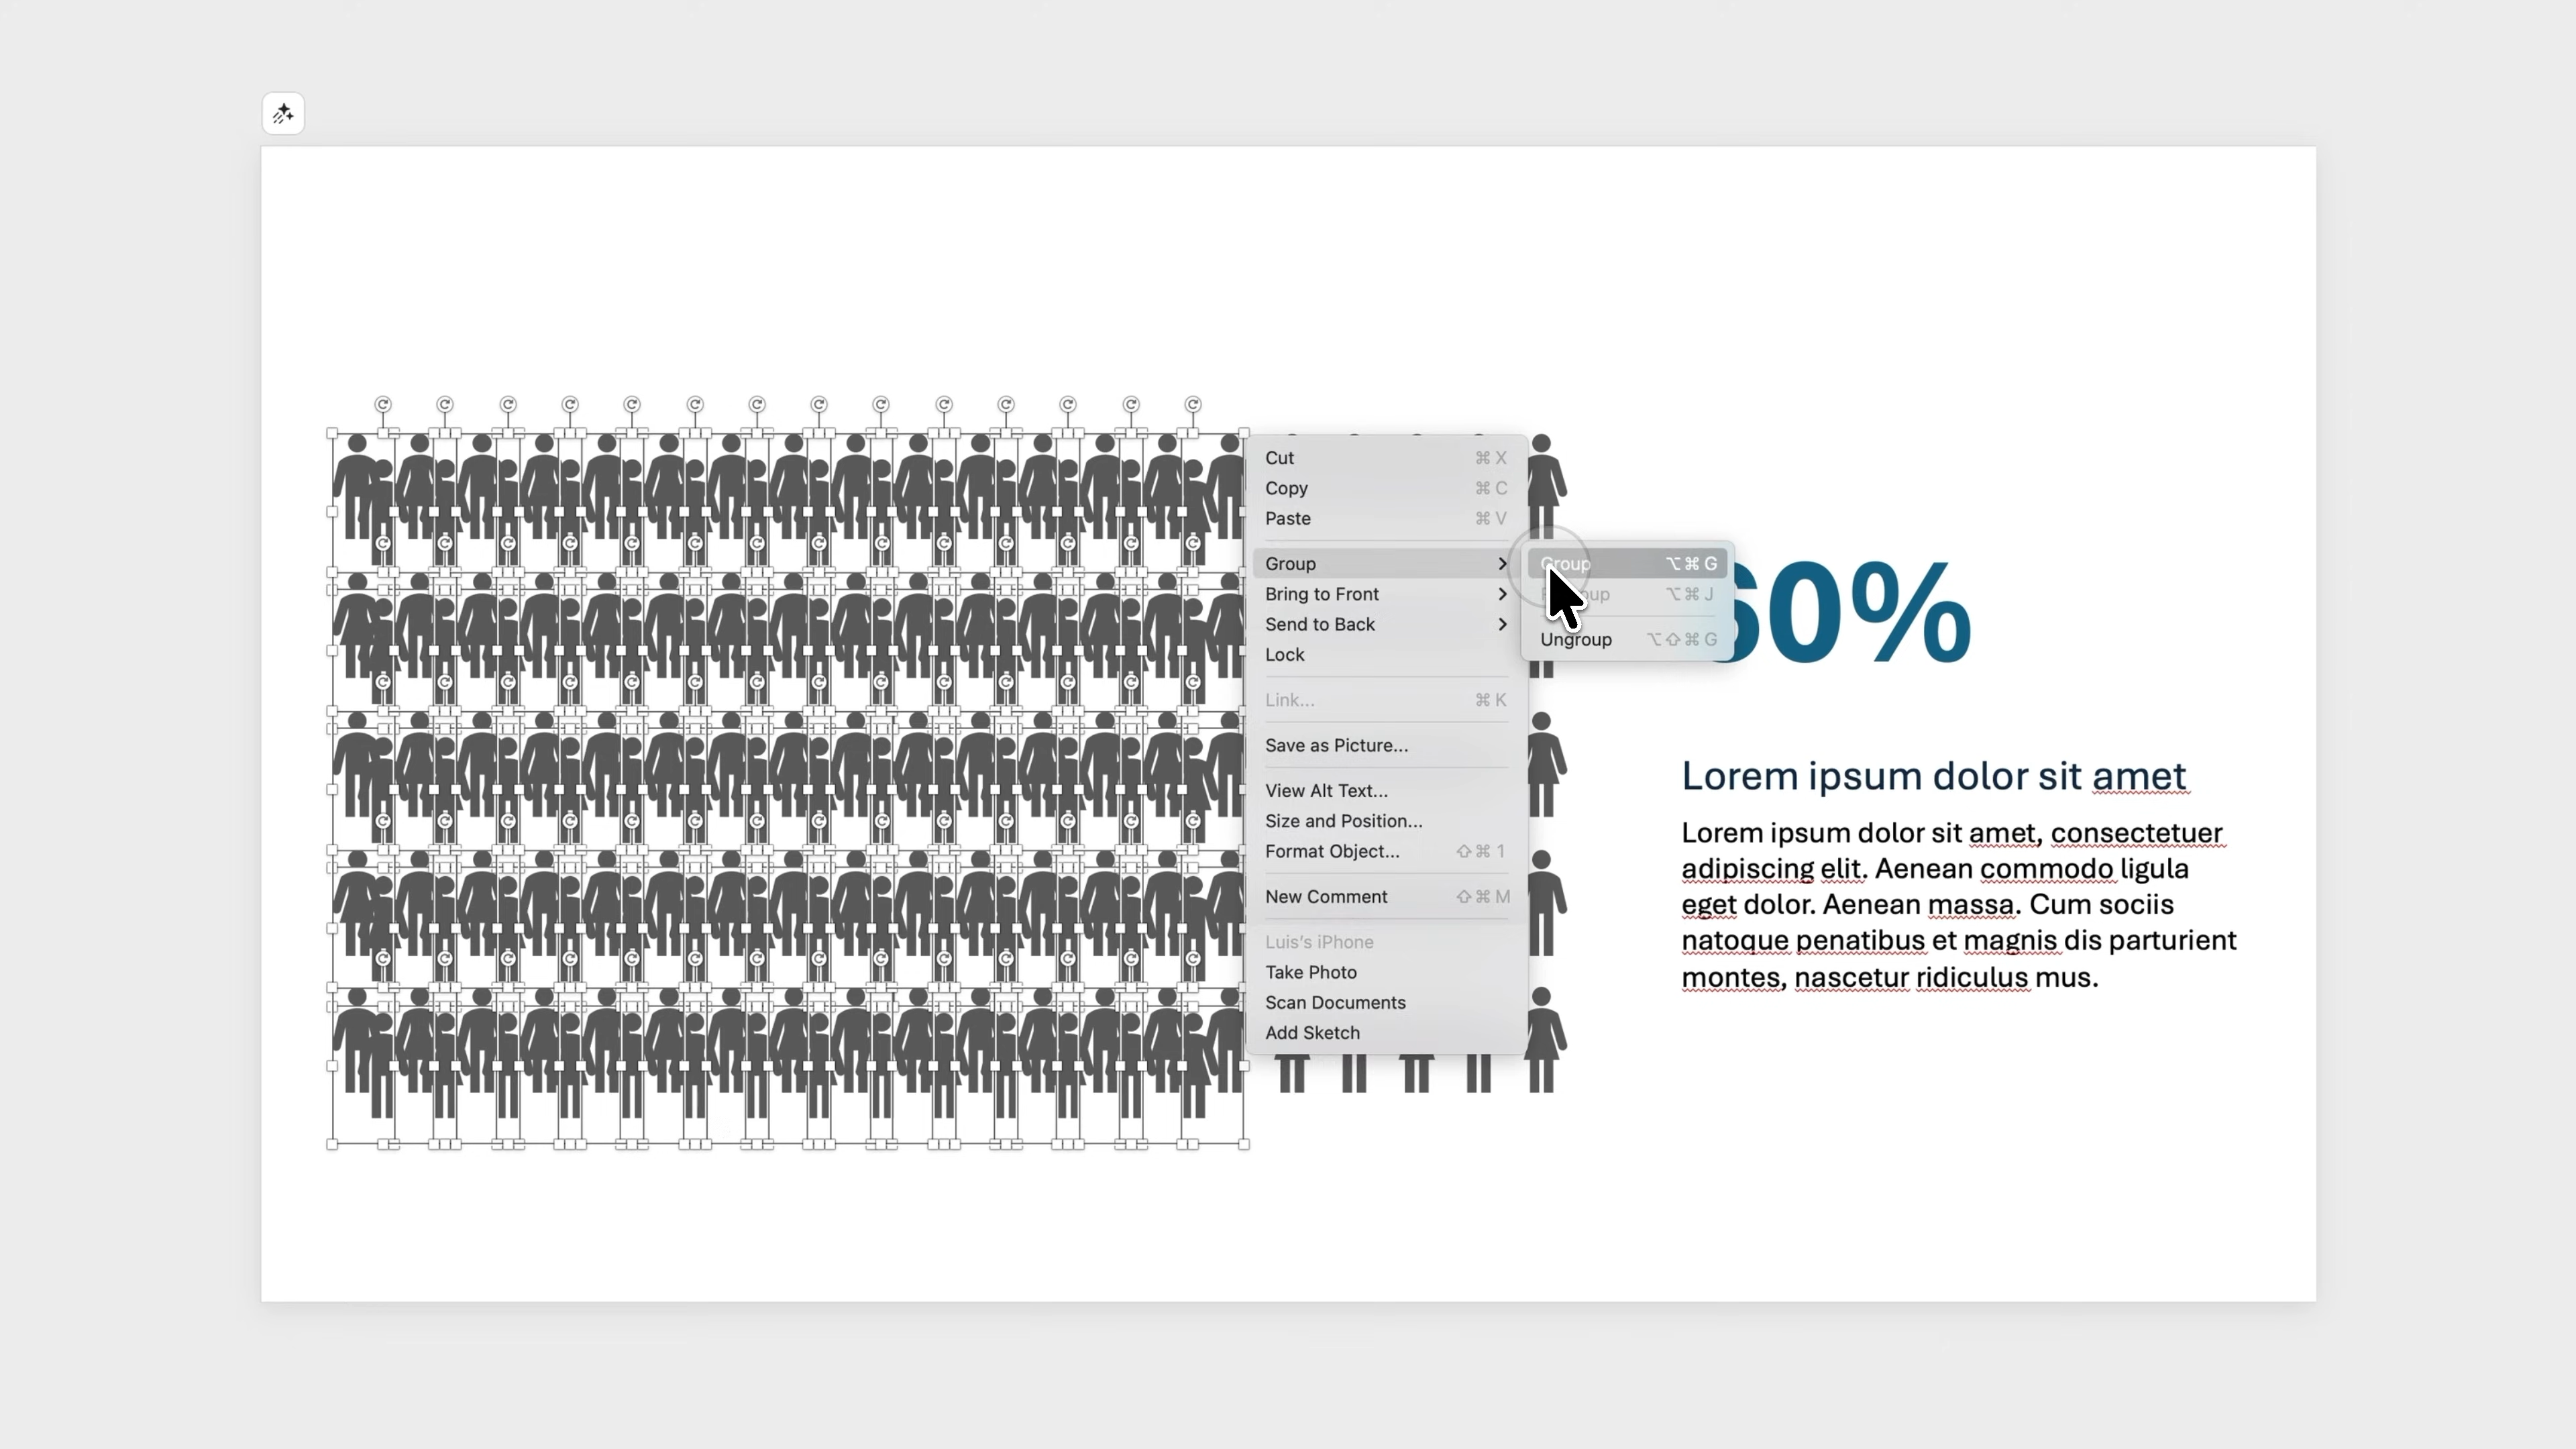 Cut ⌘ X
Copy ⌘ C
Paste ⌘ V
Group
Group ⌥ ⌘ G
Bring to Front
⌥ ⌘ J
Send to Back
Ungroup ⌥ ⇧ ⌘ G
Lock
Link... ⌘ K
Save as Picture...
View Alt Text...
Size and Position...
Format Object... ⇧ ⌘ 1
New Comment ⇧ ⌘ M
Luis's iPhone
Take Photo
Scan Documents
Add Sketch
60%
Lorem ipsum dolor sit amet
Lorem ipsum dolor sit amet, consectetuer
adipiscing elit. Aenean commodo ligula
eget dolor. Aenean massa. Cum sociis
natoque penatibus et magnis dis parturient
montes, nascetur ridiculus mus.